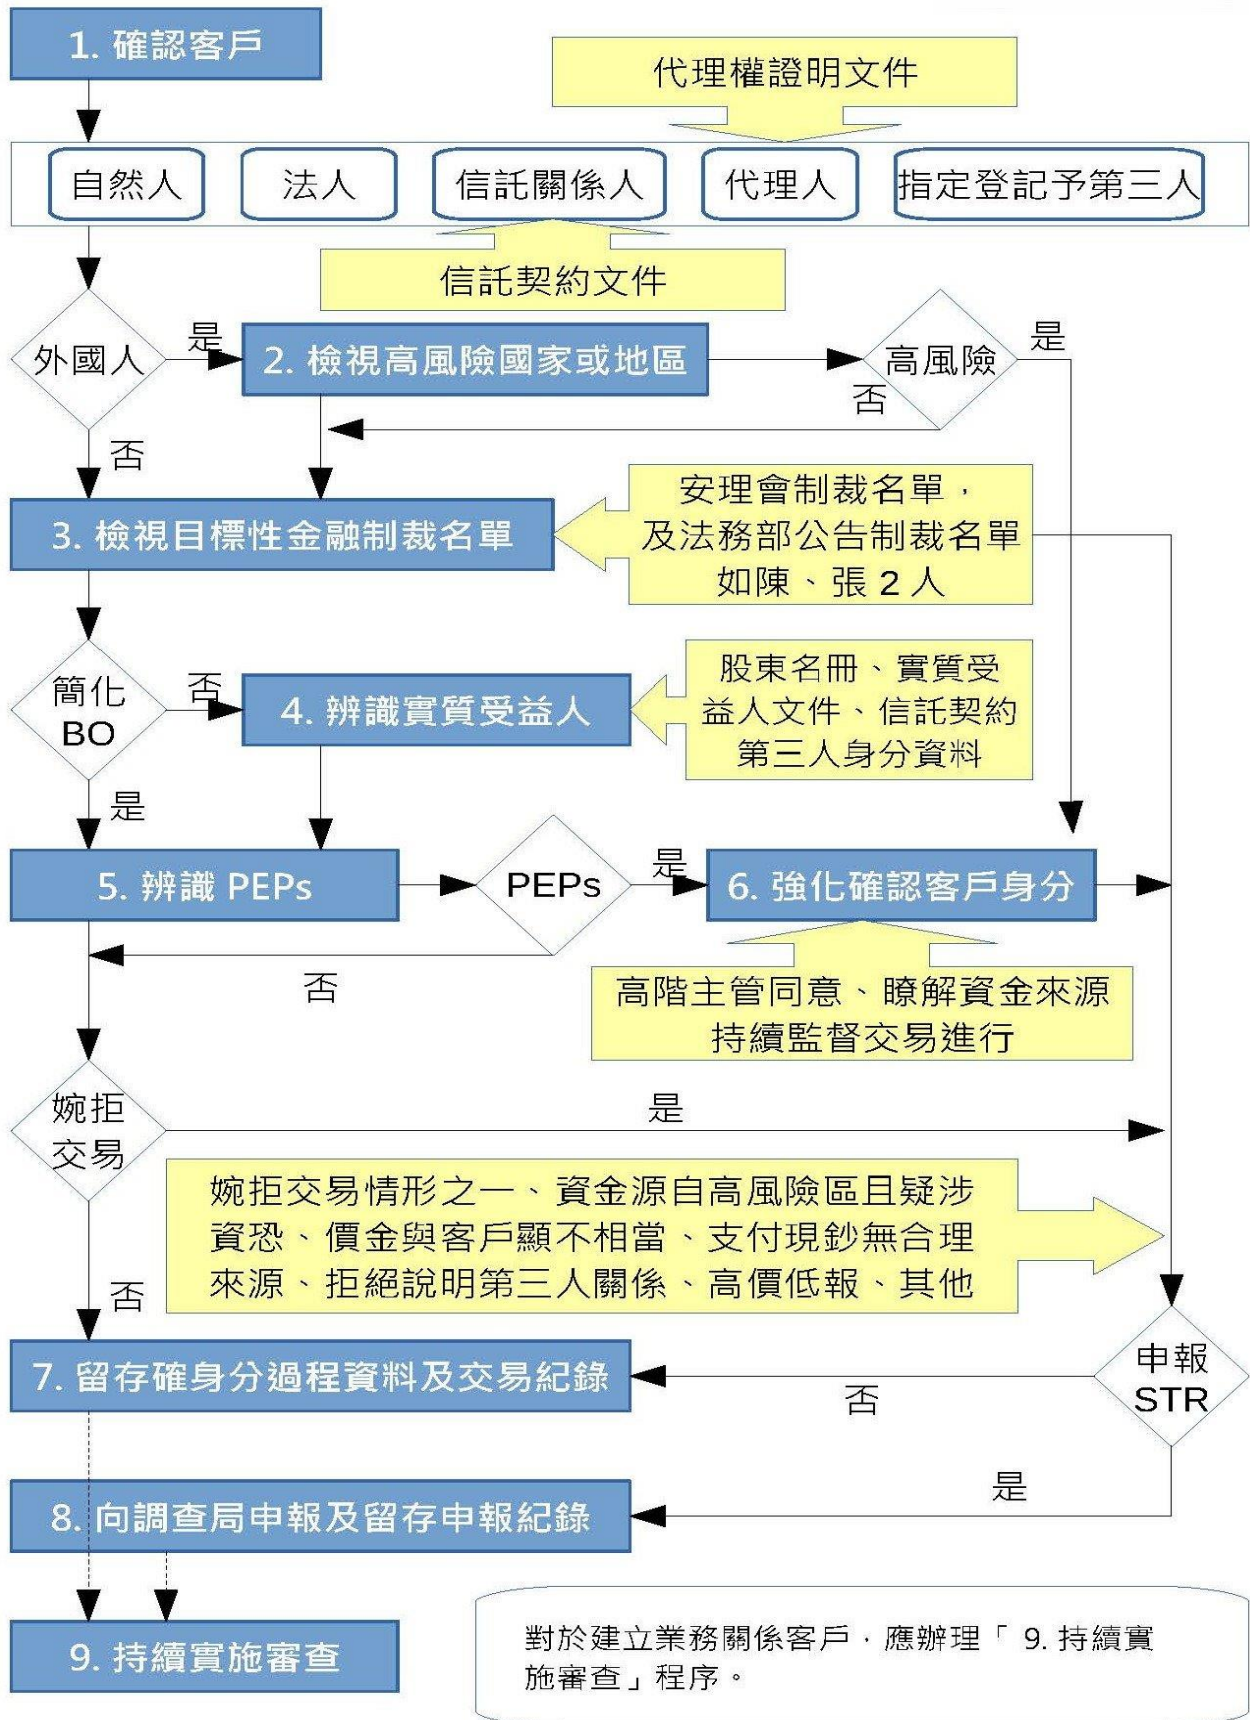 1. 確認客戶
代理權證明文件
自然人
法人
信託關係人
代理人
指定登記予第三人
信託契約文件
外國人
是
2. 檢視高風險國家或地區
高風險
是
否
否
3. 檢視目標性金融制裁名單
安理會制裁名單，
及法務部公告制裁名單
如陳、張 2 人
簡化
BO
否
4. 辨識實質受益人
股東名冊、實質受
益人文件、信託契約
第三人身分資料
是
5. 辨識 PEPs
PEPs
是
6. 強化確認客戶身分
否
高階主管同意、瞭解資金來源
持續監督交易進行
婉拒
交易
是
婉拒交易情形之一、資金源自高風險區且疑涉
資恐、價金與客戶顯不相當、支付現鈔無合理
來源、拒絕說明第三人關係、高價低報、其他
否
7. 留存確身分過程資料及交易紀錄
否
申報
STR
是
8. 向調查局申報及留存申報紀錄
9. 持續實施審查
對於建立業務關係客戶，應辦理「 9. 持續實
施審查」程序。